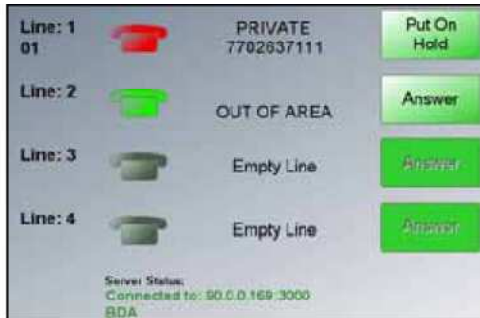 Line: 1
01
PRIVATE
7702637111
Put On
Hold
Line: 2
OUT OF AREA
Answer
Line: 3
Empty Line
Answer
Line: 4
Empty Line
Answer
Server Status:
Connected to: 90.0.0.169:3000
BDA